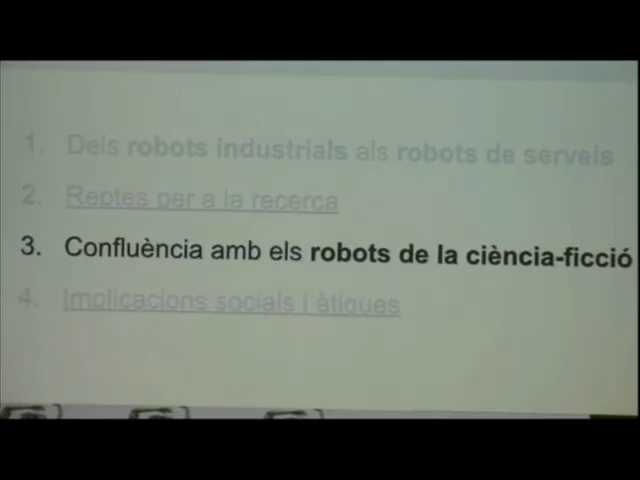 1. Dels robots industrials als robots de serveis
2. Reptes per a la recerca
3. Confluència amb els robots de la ciència-ficció
4. Implicacions socials i ètiques